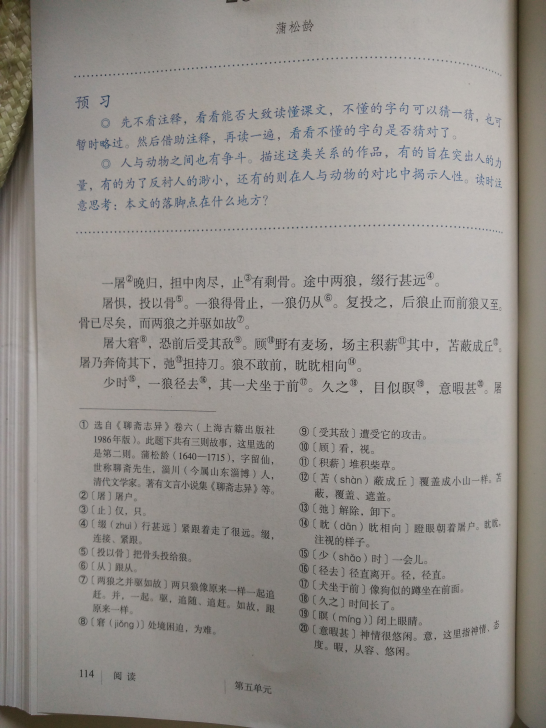 蒲松龄
预 习
◎ 先不看注释，看看能否大致读懂课文，不懂的字句可以猜一猜，也可
暂时略过。然后借助注释，再读一遍，看看不懂的字句是否猜对了。
◎ 人与动物之间也有争斗。描述这类关系的作品，有的旨在突出人的力
量，有的为了反衬人的渺小，还有的则在人与动物的对比中揭示人性。读时注
意思考：本文的落脚点在什么地方？
一屠②晚归，担中肉尽，止③有剩骨。途中两狼，缀行甚远④。
屠惧，投以骨⑤。一狼得骨止，一狼仍从⑥。复投之，后狼止而前狼又至。
骨已尽矣，而两狼之并驱如故⑦。
屠大窘⑧，恐前后受其敌⑨。顾⑩野有麦场，场主积薪⑪其中，苫蔽成丘⑫。
屠乃奔倚其下，弛⑬担持刀。狼不敢前，眈眈相向⑭。
少时⑮，一狼径去⑯，其一犬坐于前⑰。久之⑱，目似瞑⑲，意暇甚⑳。屠
① 选自《聊斋志异》卷六（上海古籍出版社
1986年版）。此题下共有三则故事，这里选的
是第二则。蒲松龄（1640—1715），字留仙，
世称聊斋先生，淄川（今属山东淄博）人，
清代文学家。著有文言小说集《聊斋志异》等。
②〔屠〕屠户。
③〔止〕仅，只。
④〔缀（zhuì）行甚远〕紧跟着走了很远。缀，
连接、紧跟。
⑤〔投以骨〕把骨头投给狼。
⑥〔从〕跟从。
⑦〔两狼之并驱如故〕两只狼像原来一样一起追
赶。并，一起。驱，追随、追赶。如故，跟
原来一样。
⑧〔窘（jiǒng）〕处境困迫，为难。
⑨〔受其敌〕遭受它的攻击。
⑩〔顾〕看，视。
⑪〔积薪〕堆积柴草。
⑫〔苫（shàn）蔽成丘〕覆盖成小山一样。苫
蔽，覆盖、遮盖。
⑬〔弛〕解除，卸下。
⑭〔眈（dān）眈相向〕瞪眼朝着屠户。眈眈，
注视的样子。
⑮〔少（shǎo）时〕一会儿。
⑯〔径去〕径直离开。径，径直。
⑰〔犬坐于前〕像狗似的蹲坐在前面。
⑱〔久之〕时间长了。
⑲〔瞑（míng）〕闭上眼睛。
⑳〔意暇甚〕神情很悠闲。意，这里指神情、态
度。暇，从容、悠闲。
114 阅 读
第五单元